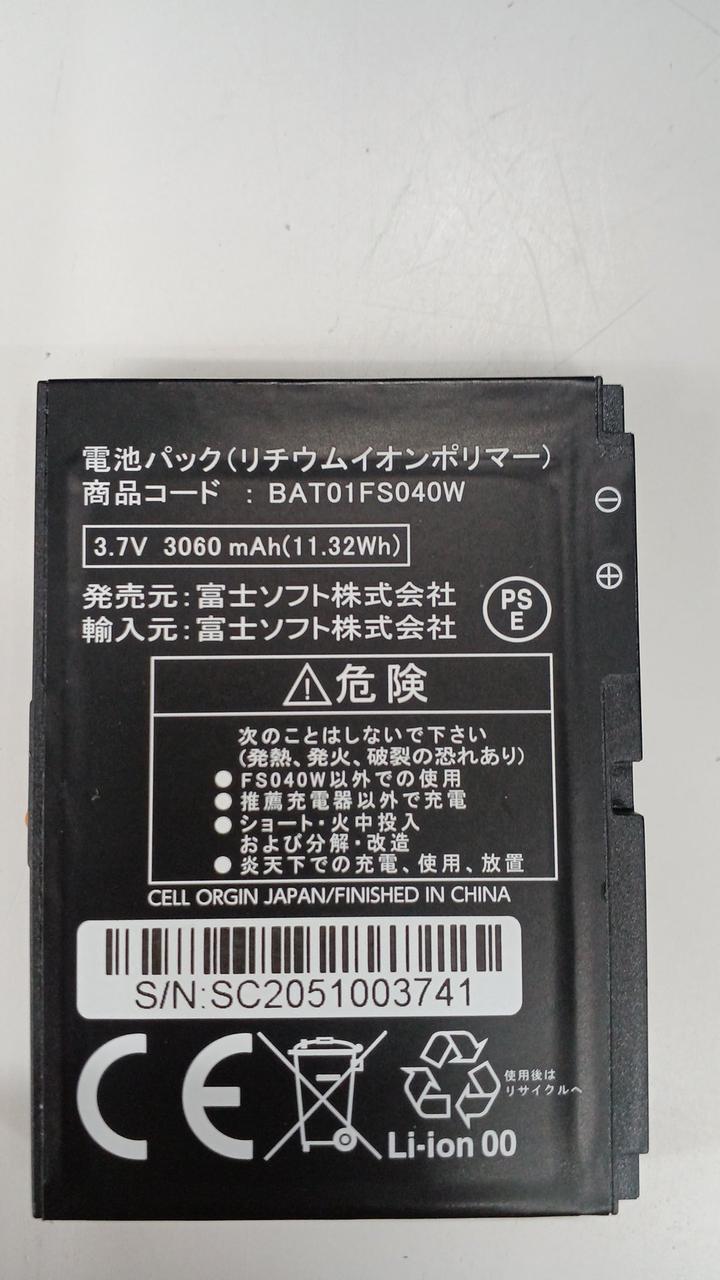 電池パック(リチウムイオンポリマー)
商品コード : BAT01FS040W
3.7V 3060 mAh(11.32Wh)
発売元:富士ソフト株式会社
輸入元:富士ソフト株式会社
PS
E
⊖
⊕
⚠危険
次のことはしないで下さい
(発熱、発火、破裂の恐れあり)
●FS040W以外での使用
●推薦充電器以外で充電
●ショート・火中投入
および分解・改造
●炎天下での充電、使用、放置
CELL ORGIN JAPAN/FINISHED IN CHINA
S/N:SC2051003741
CE
使用後は
リサイクルへ
Li-ion 00